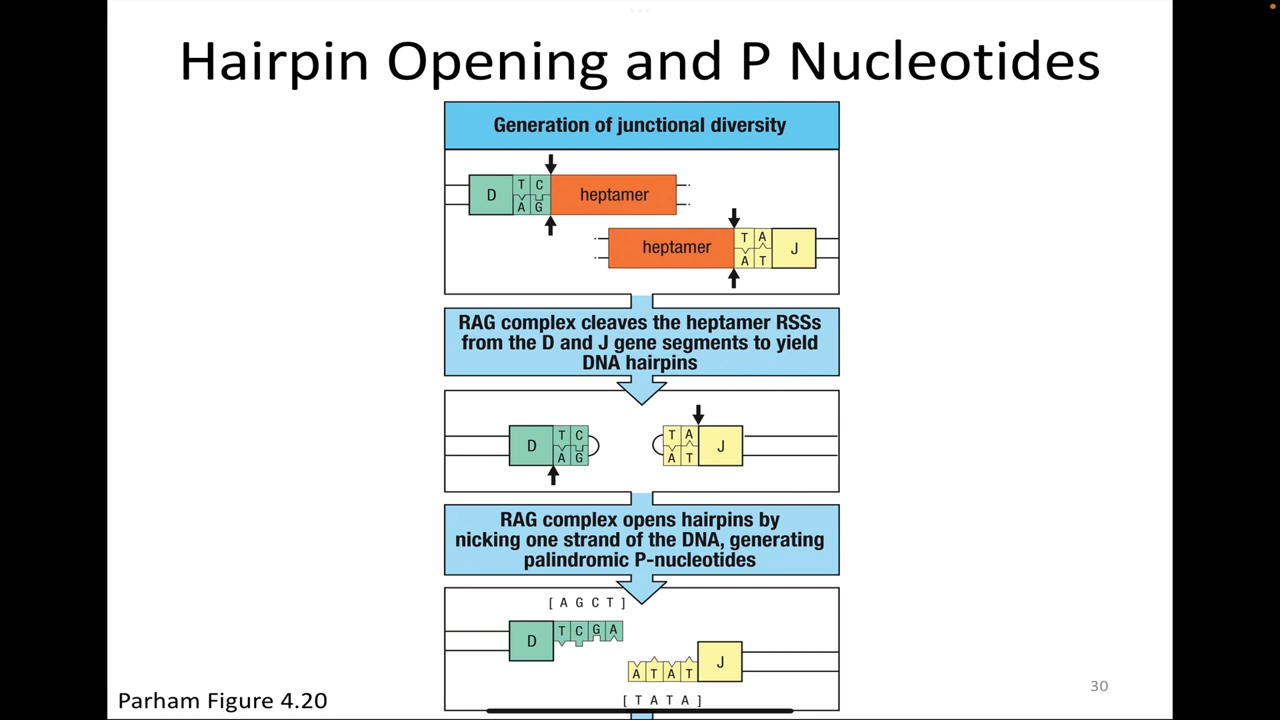 Hairpin Opening and P Nucleotides
Generation of junctional diversity
D T C heptamer
A G
heptamer T A J
A T
RAG complex cleaves the heptamer RSSs
from the D and J gene segments to yield
DNA hairpins
D T C T A J
A G A T
RAG complex opens hairpins by
nicking one strand of the DNA, generating
palindromic P-nucleotides
[ A G C T ]
D T C G A
A T A T J
[ T A T A ]
Parham Figure 4.20
30